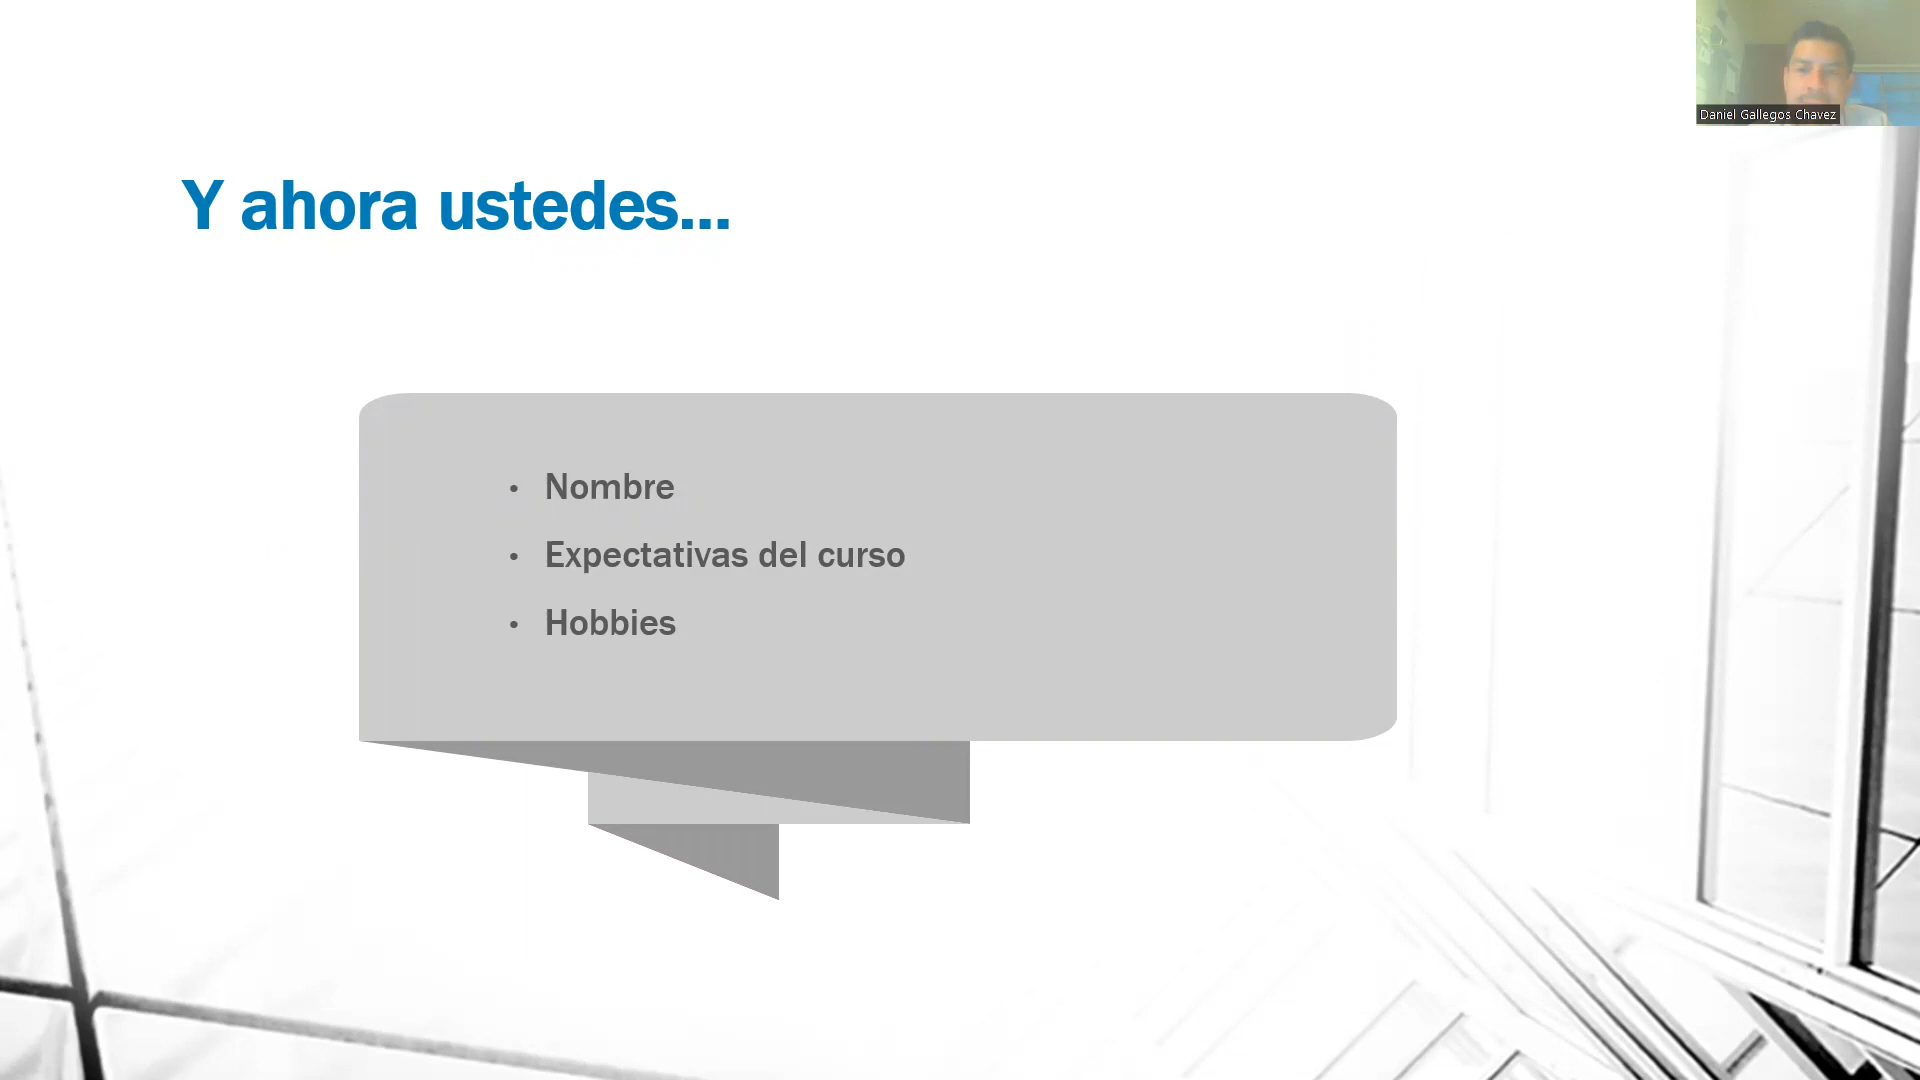 Daniel Gallegos Chavez
Y ahora ustedes...
• Nombre
• Expectativas del curso
• Hobbies